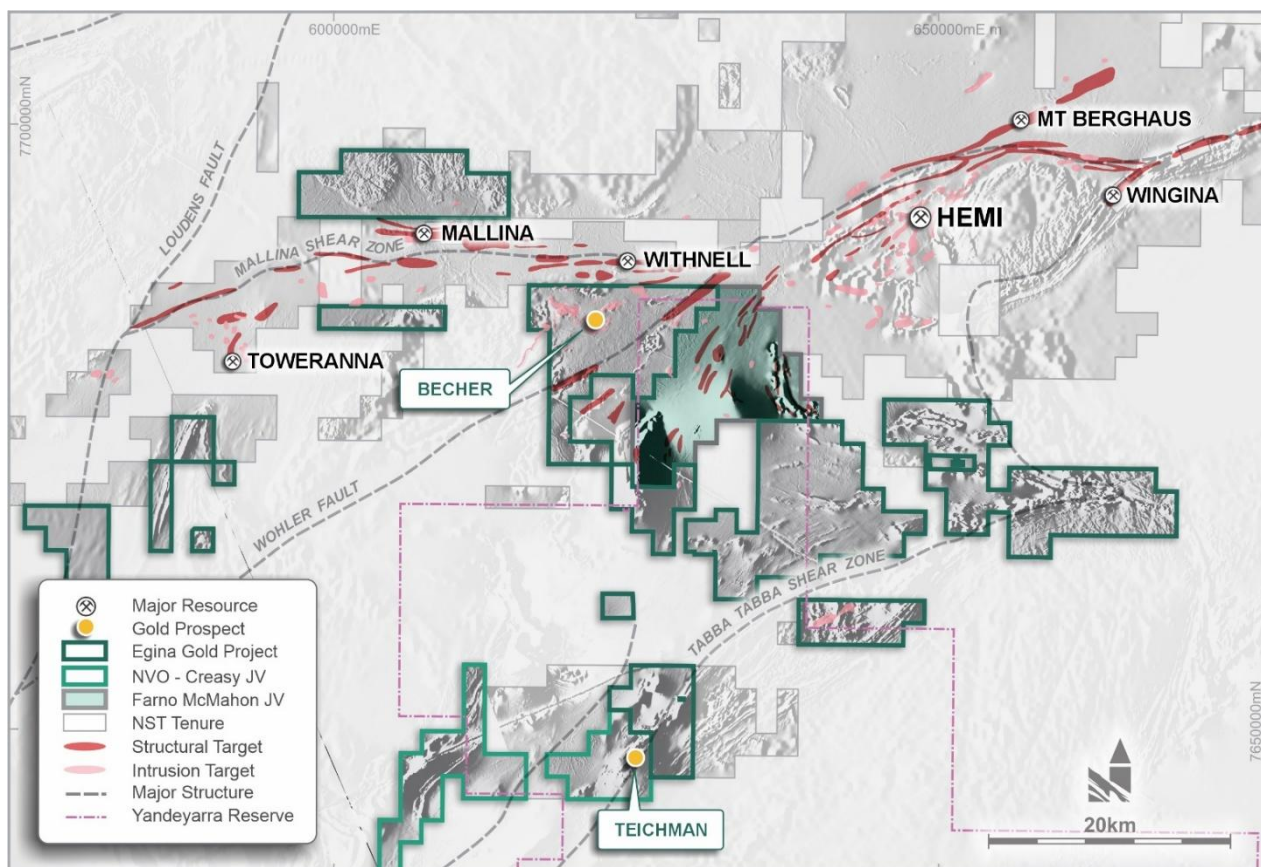 600000mE
650000mE m
7700000mN
LOUDENS FAULT
MT BERGHAUS
WINGINA
HEMI
MALLINA
MALLINA SHEAR ZONE
WITHNELL
TOWERANNA
BECHER
WOHLER FAULT
TABBA TABBA SHEAR ZONE
Major Resource
Gold Prospect
Egina Gold Project
NVO - Creasy JV
Farno McMahon JV
NST Tenure
Structural Target
Intrusion Target
Major Structure
Yandeyarra Reserve
TEICHMAN
7650000mN
20km